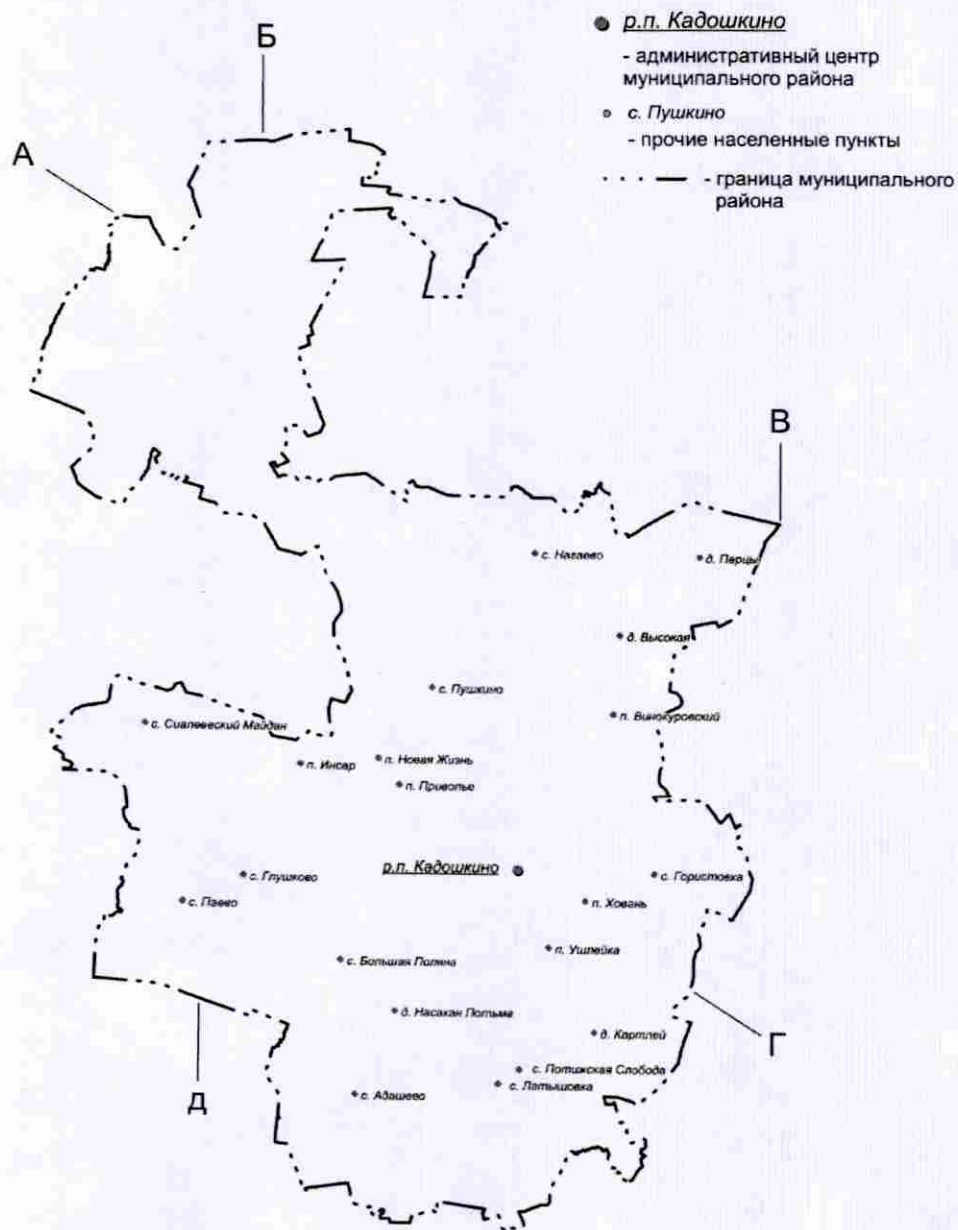 р.п. Кадошкино
- административный центр
муниципального района
с. Пушкино
- прочие населенные пункты
- граница муниципального
района
Б
А
В
с. Нагаево
д. Перцы
д. Высокая
с. Пушкино
с. Сиалеевский Майдан
п. Винокуровский
п. Инсар
п. Новая Жизнь
п. Приволье
р.п. Кадошкино
с. Глушково
с. Гористовка
с. Паево
п. Ховань
п. Ушлейка
с. Большая Поляна
д. Насакан Потьма
д. Картлей
Г
с. Потижская Слобода
с. Латышовка
с. Адашево
Д